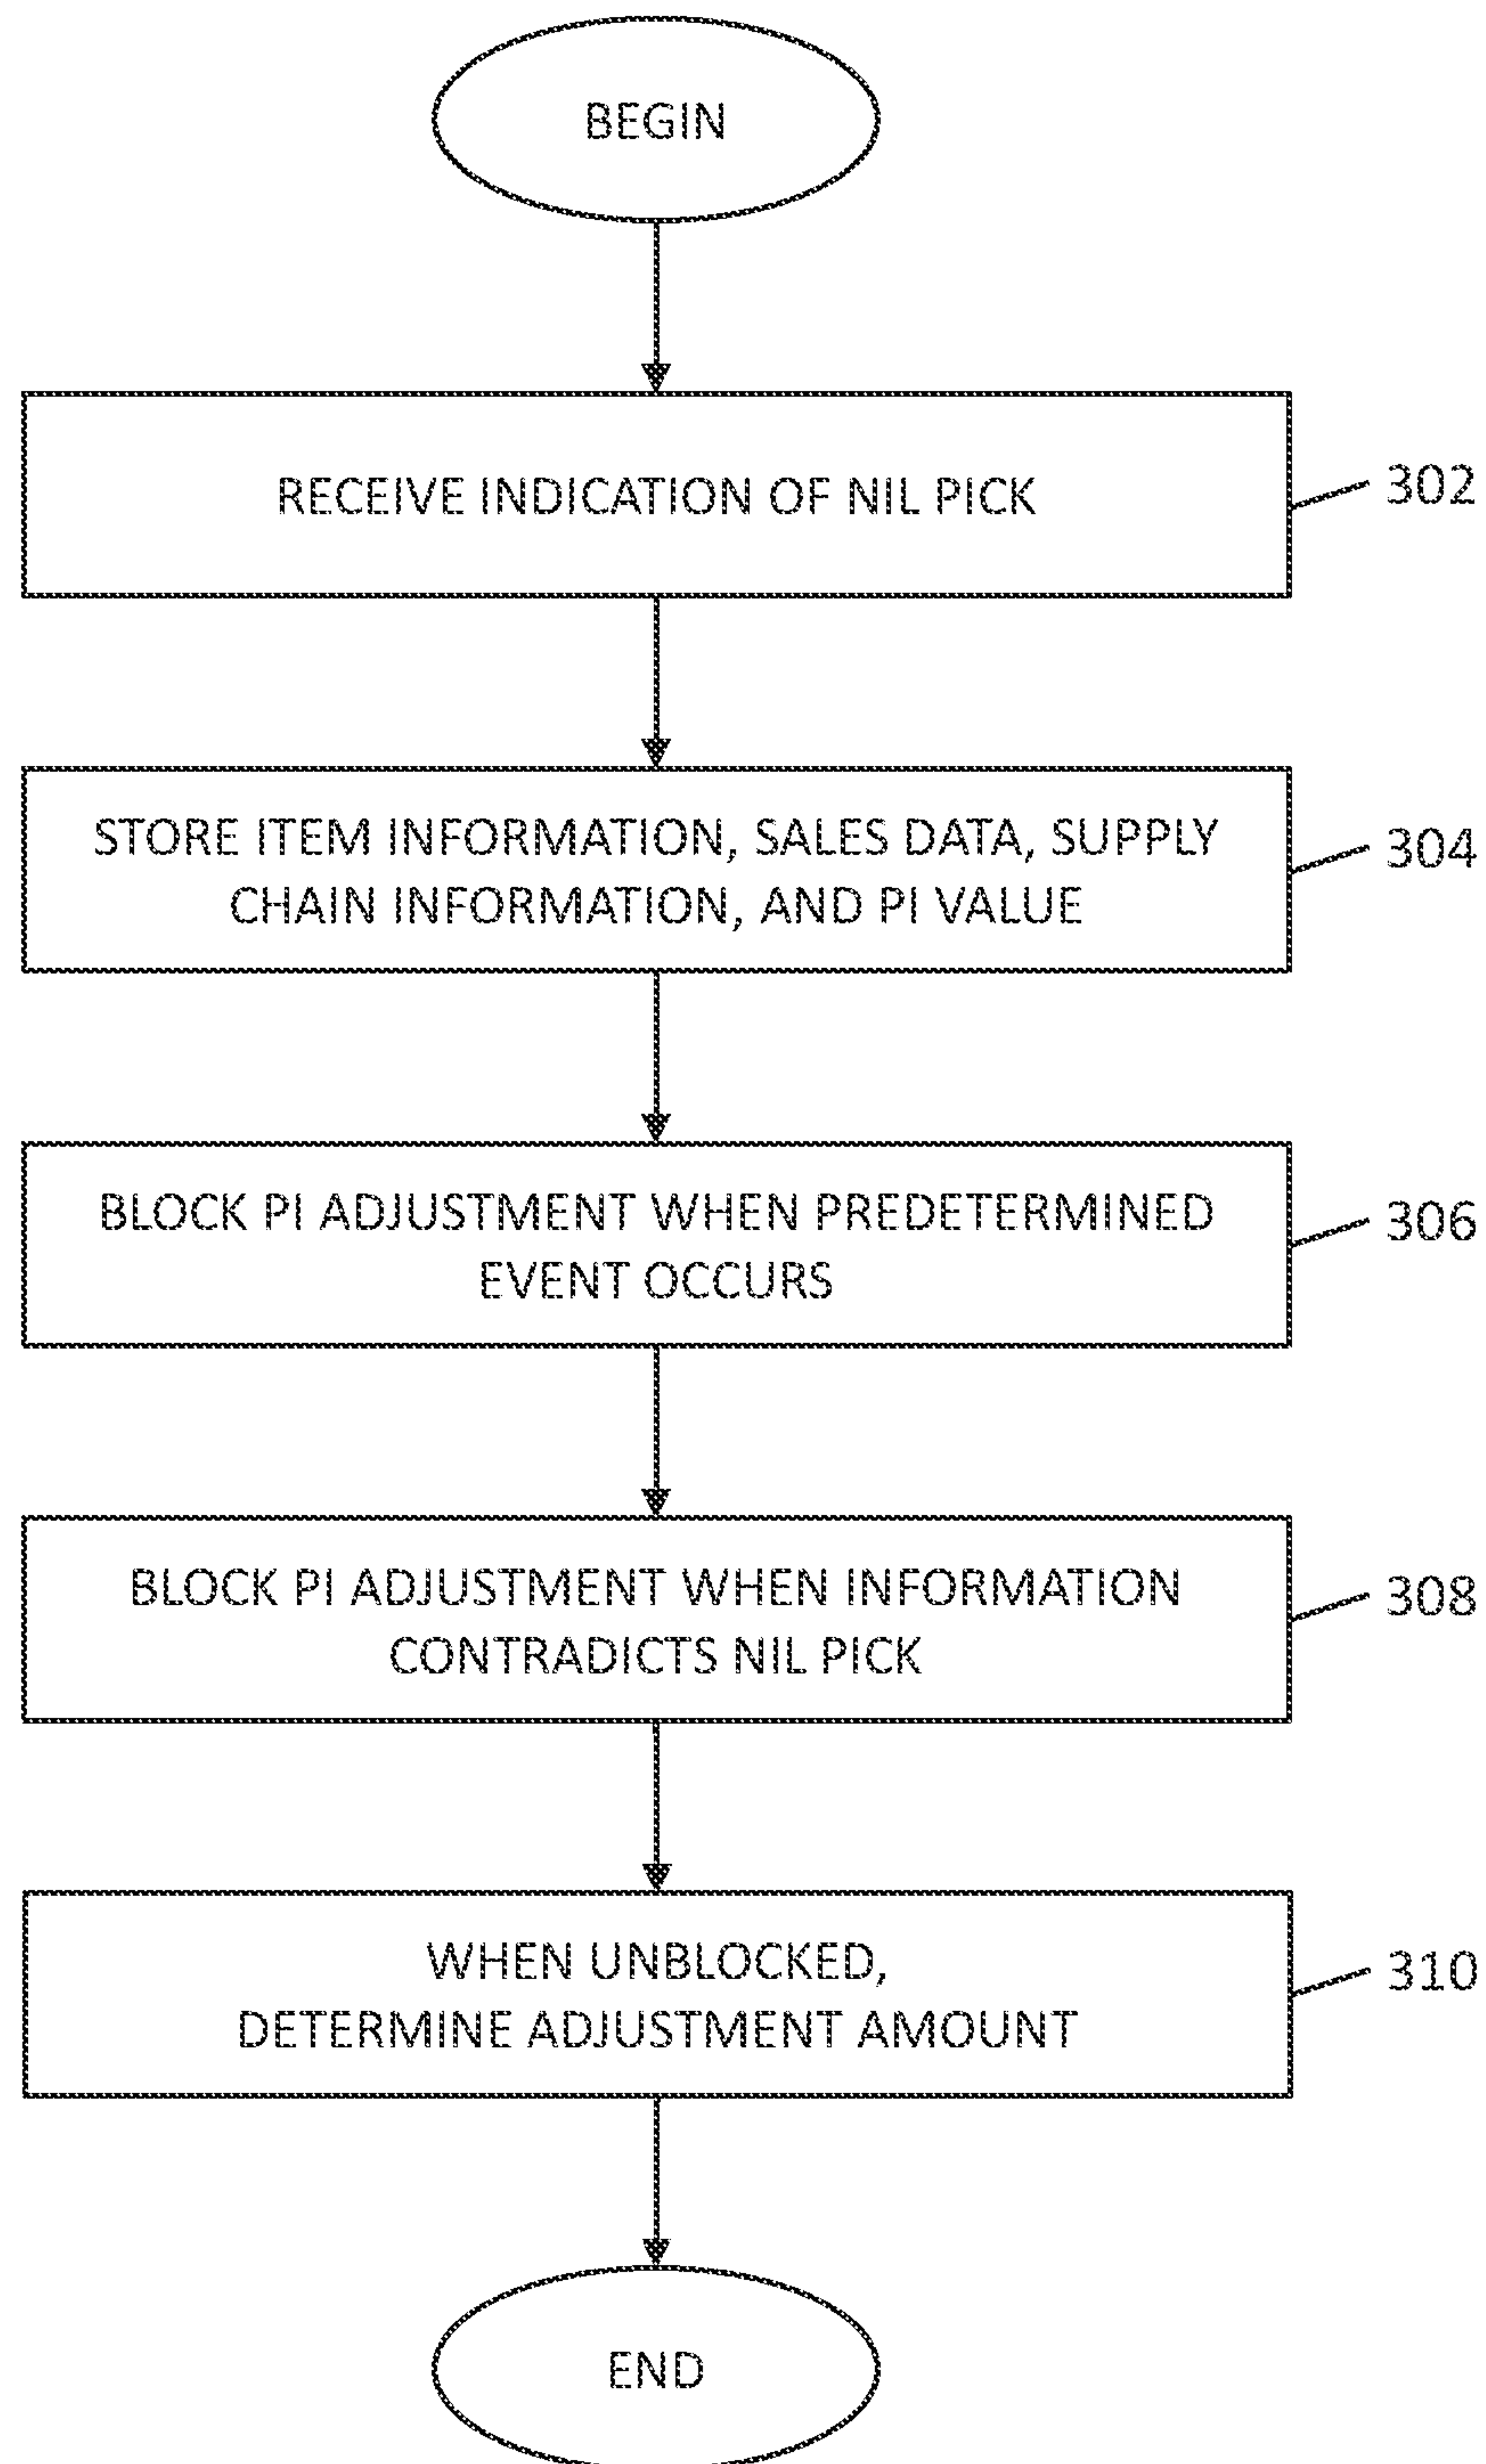 BEGIN
RECEIVE INDICATION OF NIL PICK
302
STORE ITEM INFORMATION, SALES DATA, SUPPLY
CHAIN INFORMATION, AND PI VALUE
304
BLOCK PI ADJUSTMENT WHEN PREDETERMINED
EVENT OCCURS
306
BLOCK PI ADJUSTMENT WHEN INFORMATION
CONTRADICTS NIL PICK
308
WHEN UNBLOCKED,
DETERMINE ADJUSTMENT AMOUNT
310
END